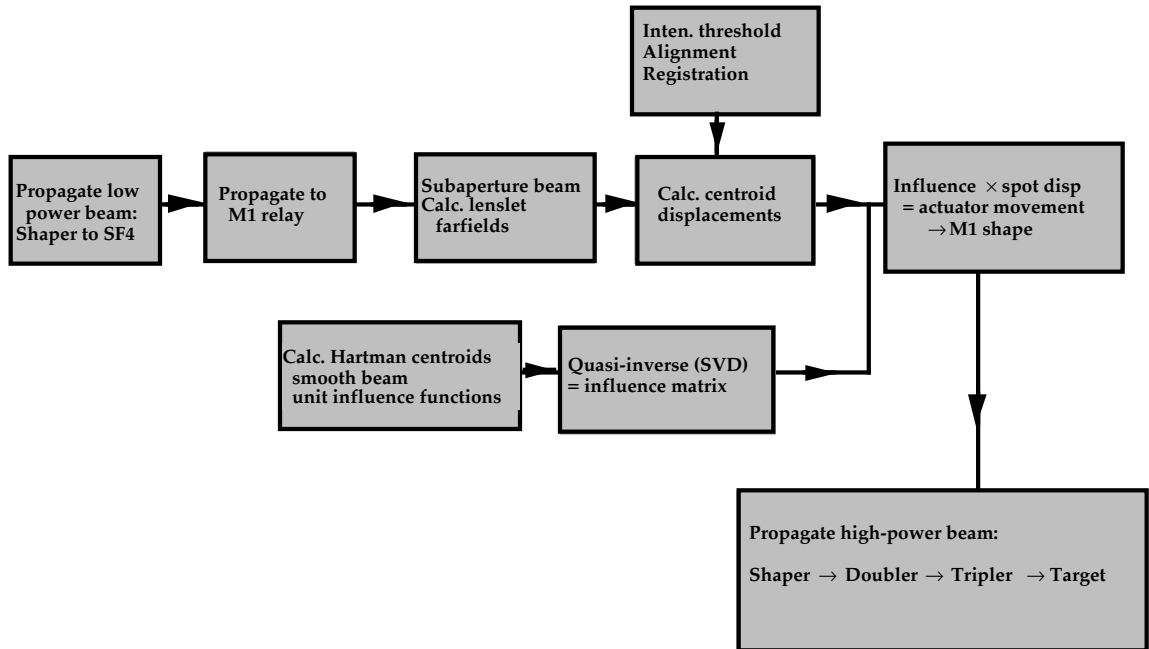 Inten. threshold
Alignment
Registration
Propagate low
power beam:
Shaper to SF4
Propagate to
M1 relay
Subaperture beam
Calc. lenslet
farfields
Calc. centroid
displacements
Influence × spot disp
= actuator movement
→ M1 shape
Calc. Hartman centroids
smooth beam
unit influence functions
Quasi-inverse (SVD)
= influence matrix
Propagate high-power beam:
Shaper → Doubler → Tripler → Target